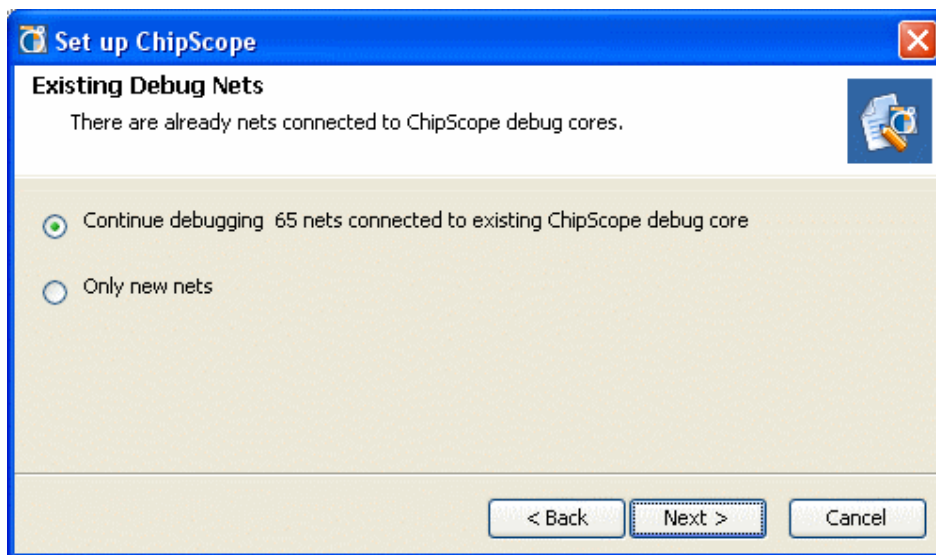 Set up ChipScope
Existing Debug Nets
There are already nets connected to ChipScope debug cores.
Continue debugging  65 nets connected to existing ChipScope debug core
Only new nets
< Back
Next >
Cancel